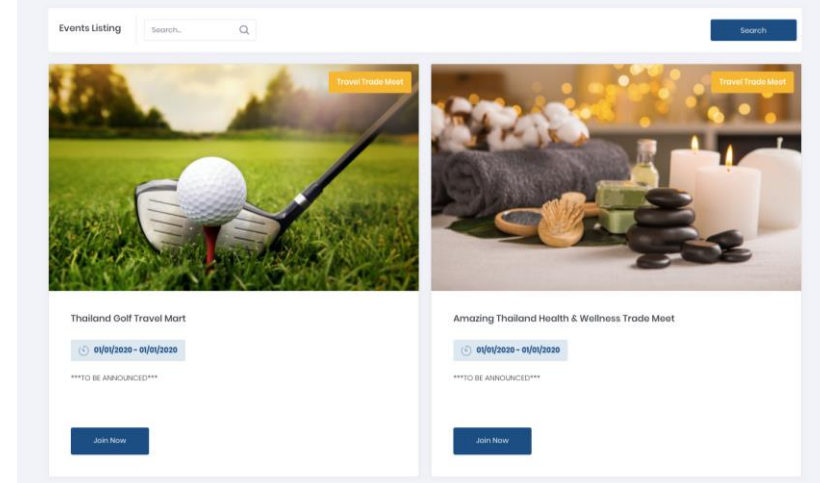 Events Listing
Search..
Search
Travel Trade Meet
Travel Trade Meet
Thailand Golf Travel Mart
01/01/2020 - 01/01/2020
***TO BE ANNOUNCED***
Join Now
Amazing Thailand Health & Wellness Trade Meet
01/01/2020 - 01/01/2020
***TO BE ANNOUNCED***
Join Now